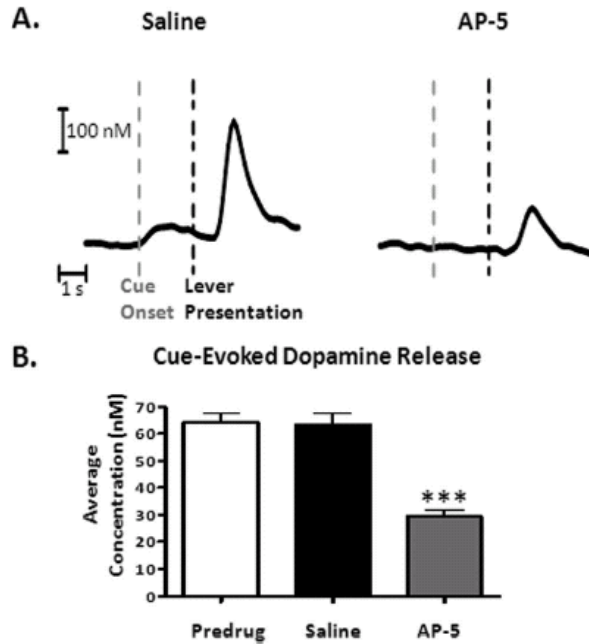 A.
Saline
AP-5
100 nM
1 s
Cue Onset
Lever Presentation
B.
Cue-Evoked Dopamine Release
Average
Concentration (nM)
70
60
50
40
30
20
10
0
***
Predrug
Saline
AP-5